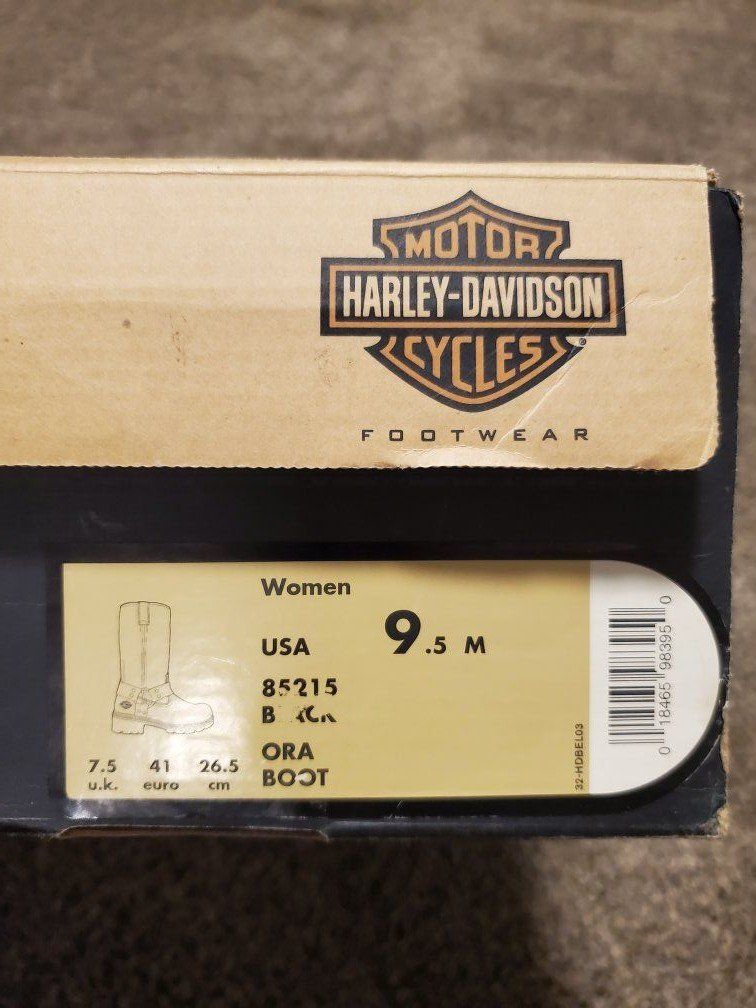 MOTOR
HARLEY-DAVIDSON
CYCLES
FOOTWEAR
Women
USA 9.5 M
85215
ORA
BOOT
7.5 41 26.5
u.k. euro cm
32-HDBEL03
0 18465 98395 0